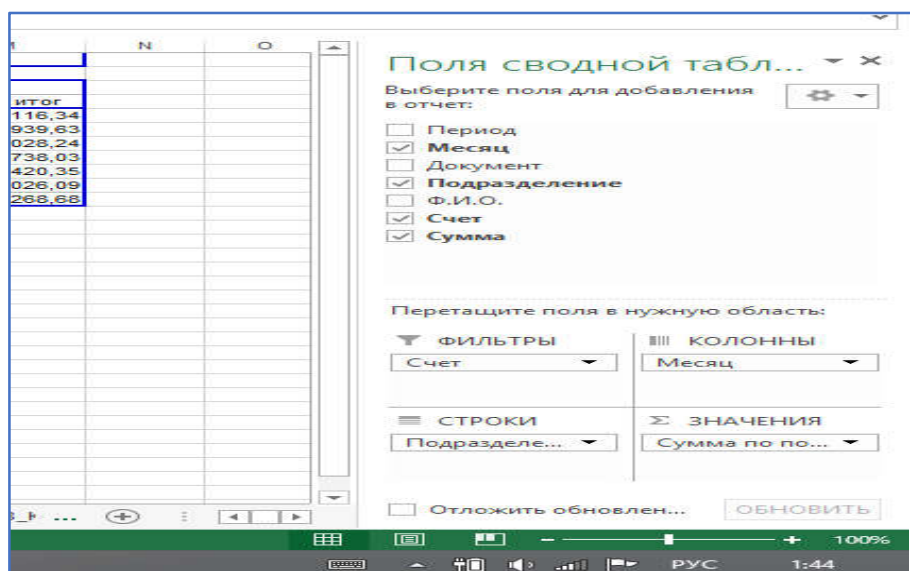 N O
Поля сводной табл...
Выберите поля для добавления
в отчет:
итог
116,34
939,63
028,24
738,03
420,35
026,09
268,68
Период
Месяц
Документ
Подразделение
Ф.И.О.
Счет
Сумма
Перетащите поля в нужную область:
ФИЛЬТРЫ
КОЛОННЫ
Счет
Месяц
СТРОКИ
Σ ЗНАЧЕНИЯ
Подразделе...
Сумма по по...
Отложить обновлен...
ОБНОВИТЬ
100%
РУС 1:44